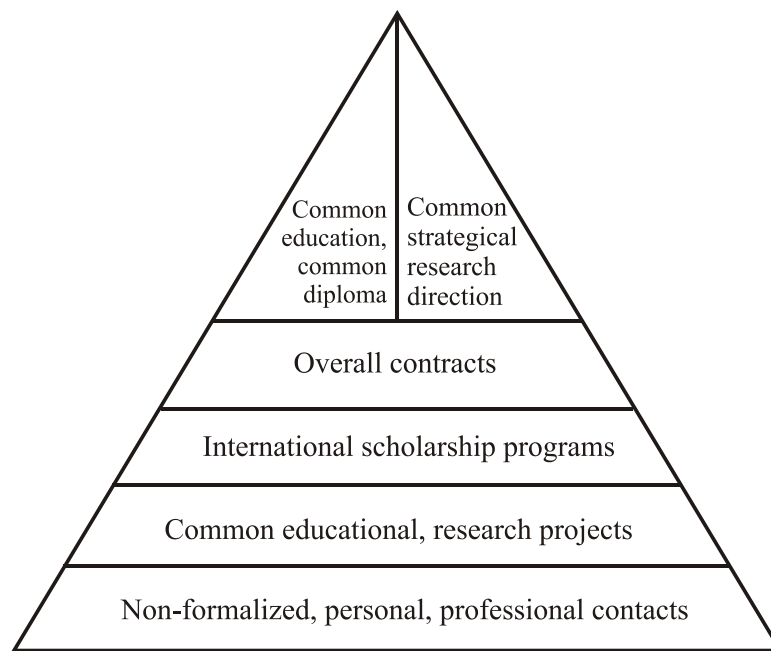 Common
education,
common
diploma
Common
strategical
research
direction
Overall contracts
International scholarship programs
Common educational, research projects
Non-formalized, personal, professional contacts